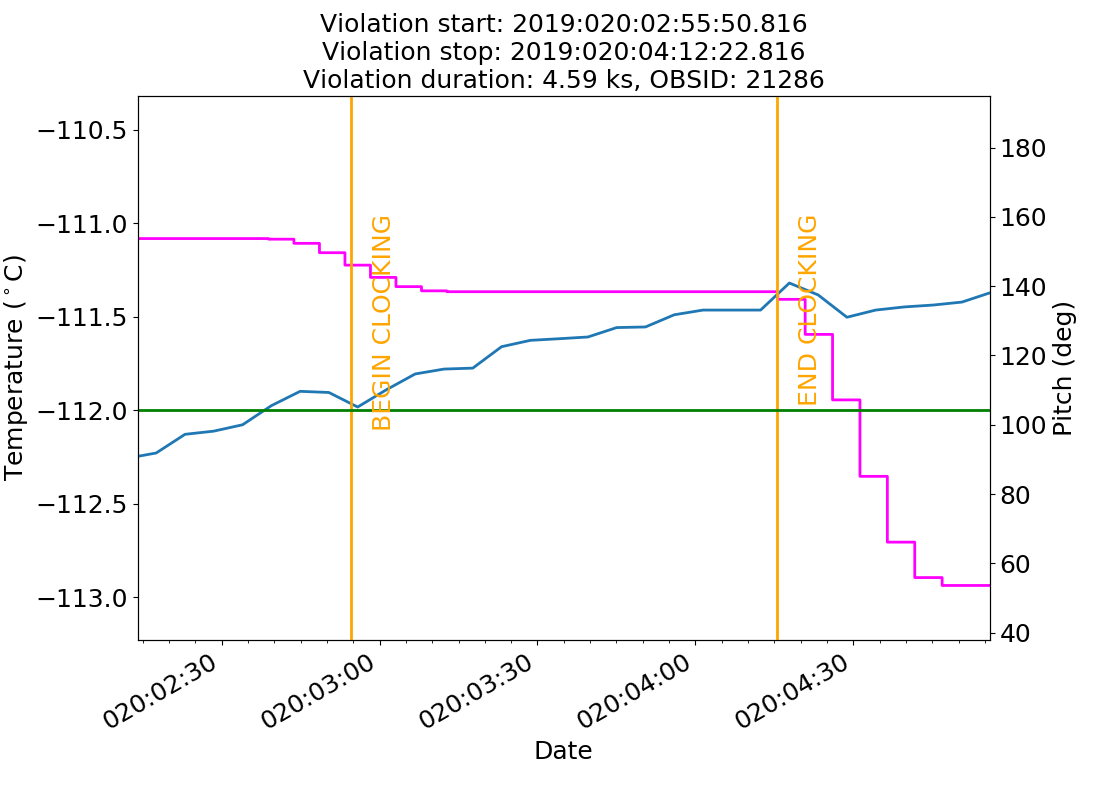 Violation start: 2019:020:02:55:50.816
Violation stop: 2019:020:04:12:22.816
Violation duration: 4.59 ks, OBSID: 21286
Temperature (°C)
−110.5
−111.0
−111.5
−112.0
−112.5
−113.0
BEGIN CLOCKING
END CLOCKING
180
160
140
120
100
80
60
40
Pitch (deg)
020:02:30
020:03:00
020:03:30
020:04:00
020:04:30
Date